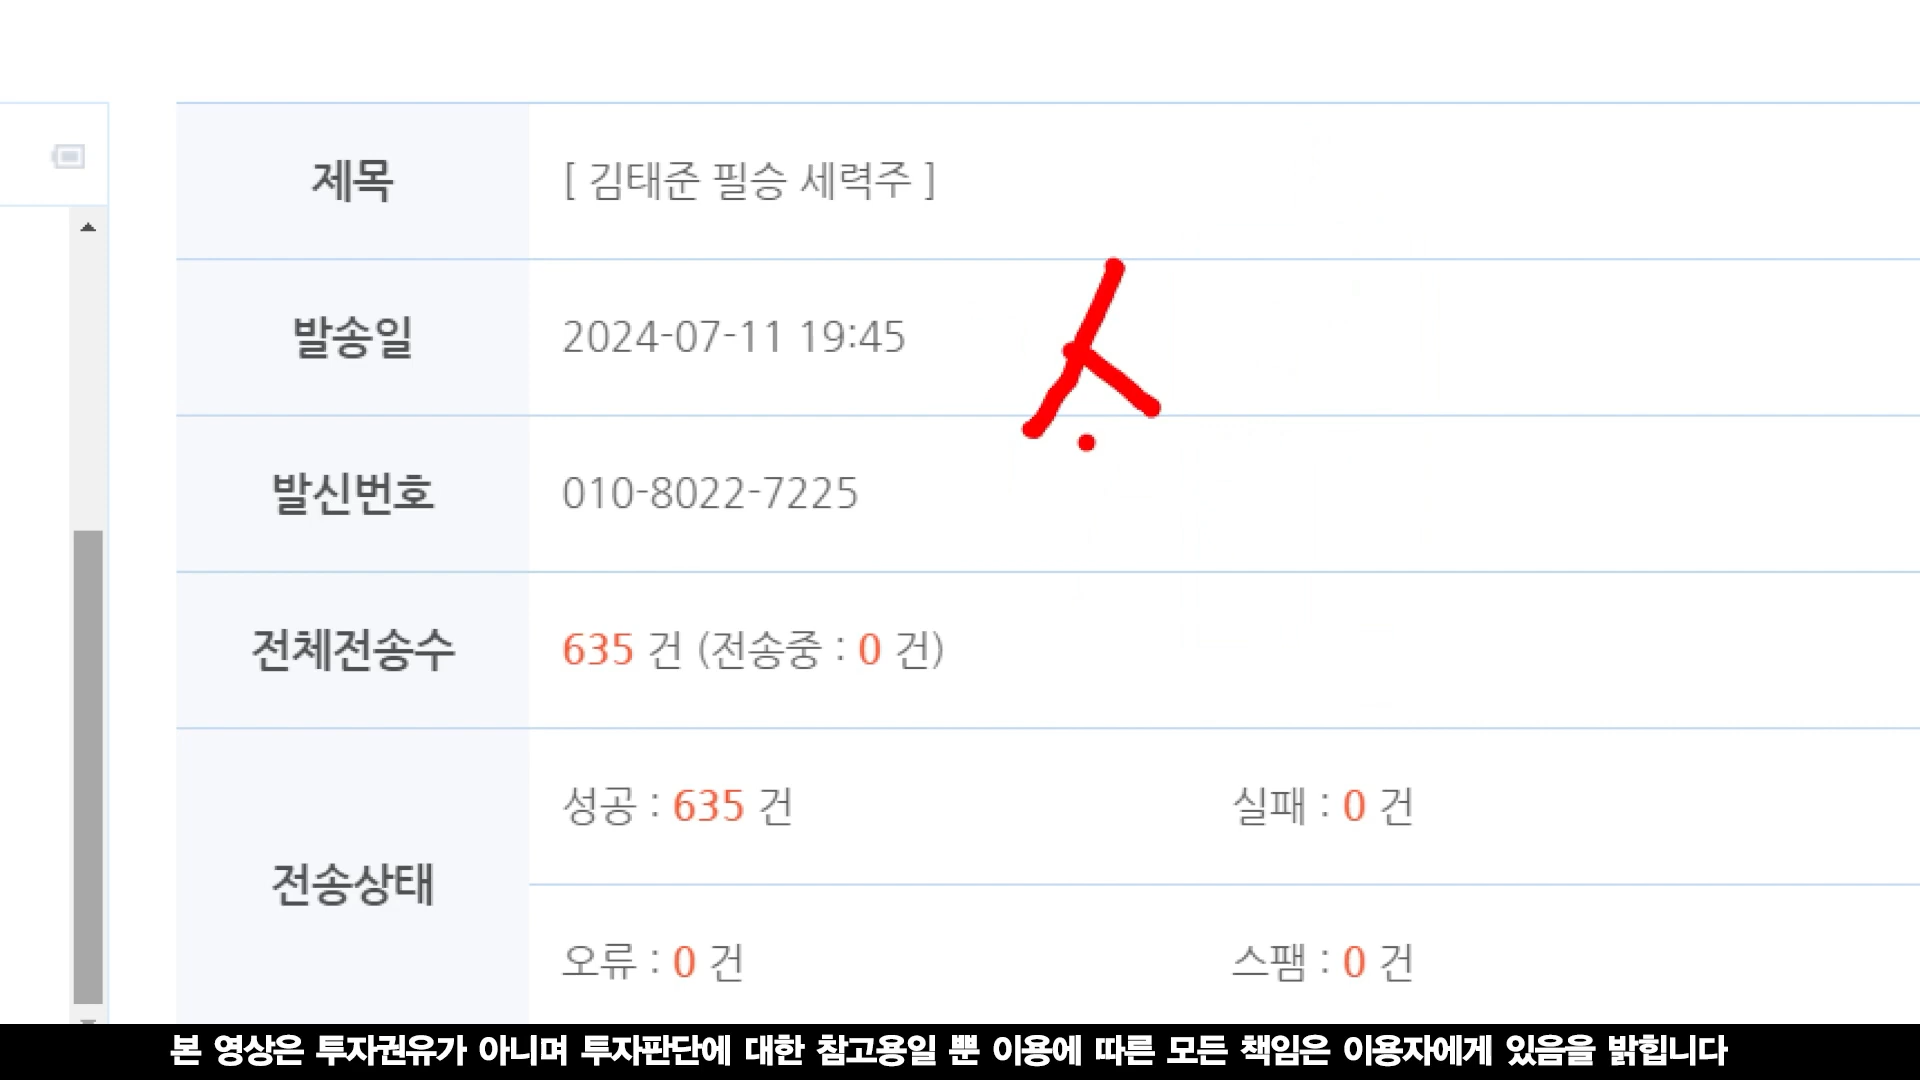 제목 [ 김태준 필승 세력주 ]
발송일 2024-07-11 19:45
발신번호 010-8022-7225
전체전송수 635 건 (전송중 : 0 건)
전송상태
성공 : 635 건 실패 : 0 건
오류 : 0 건 스팸 : 0 건
본 영상은 투자권유가 아니며 투자판단에 대한 참고용일 뿐 이용에 따른 모든 책임은 이용자에게 있음을 밝힙니다